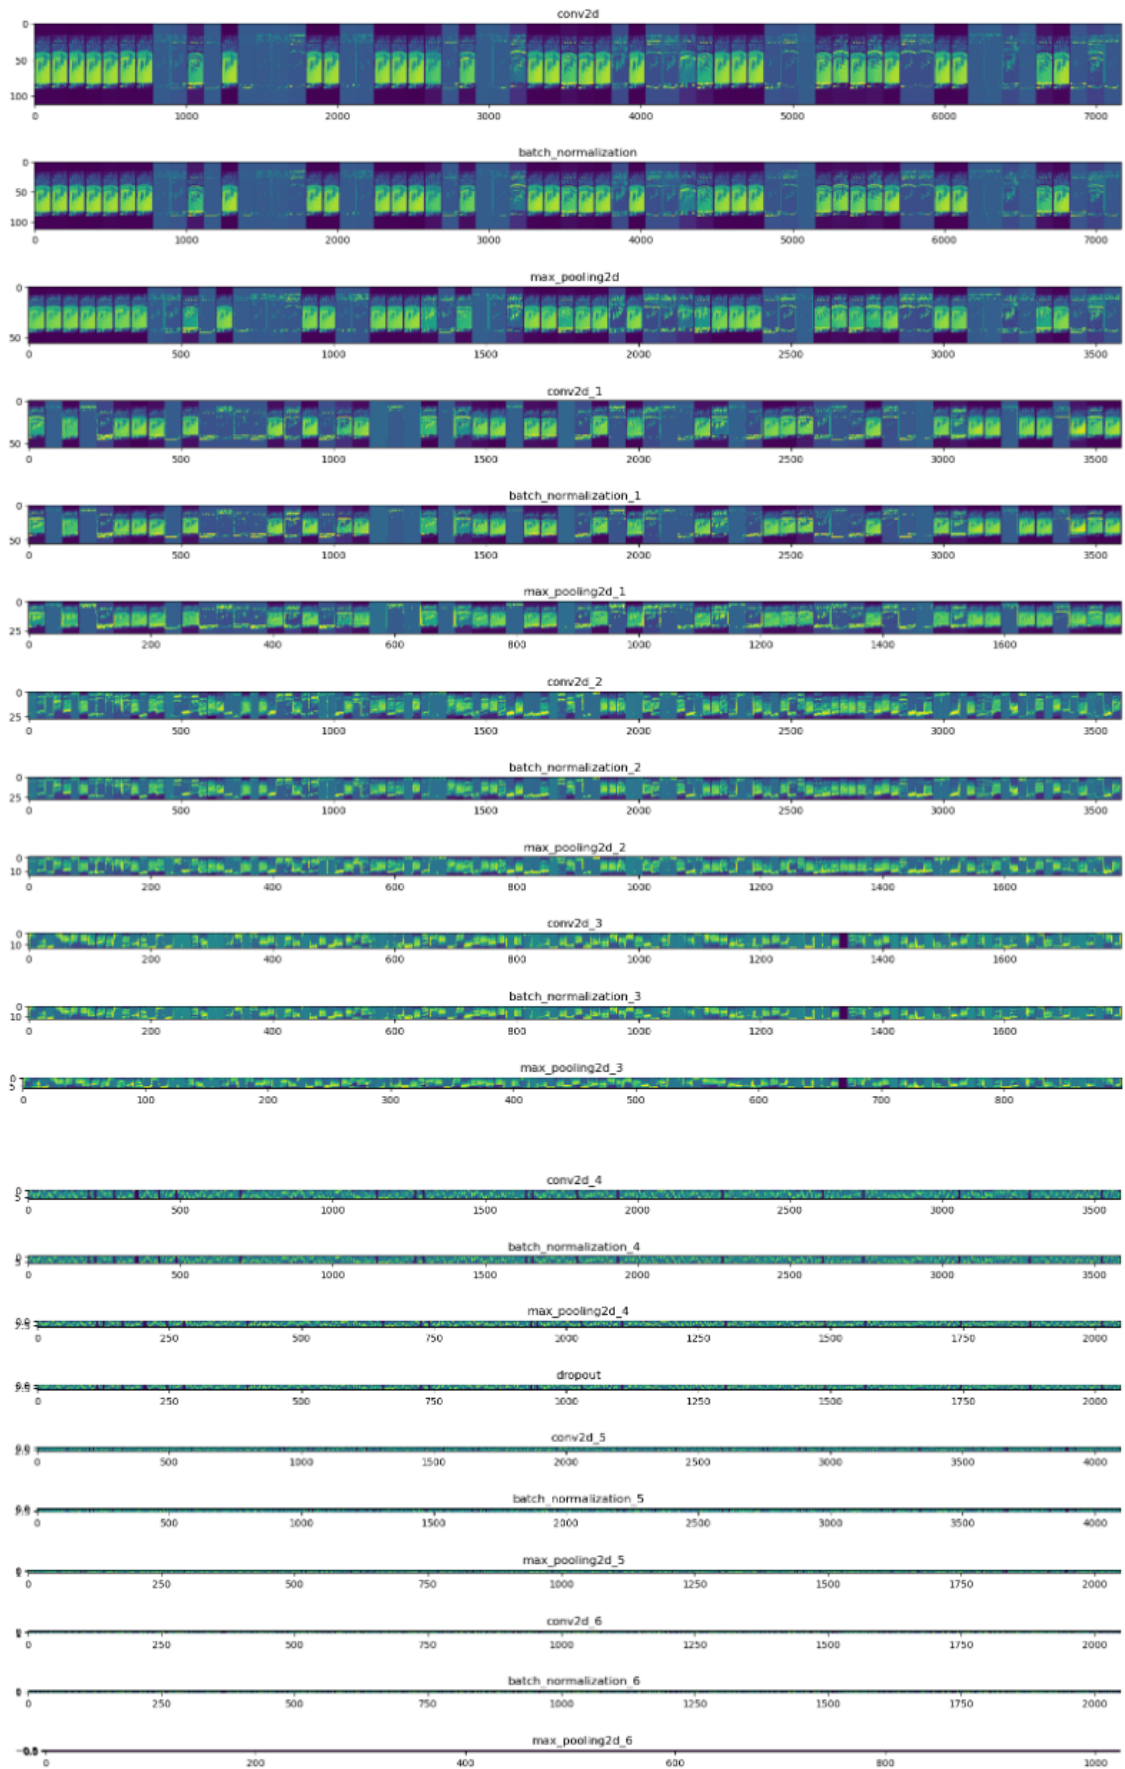 conv2d
0
50
100
0 1000 2000 3000 4000 5000 6000 7000
batch_normalization
0
50
100
0 1000 2000 3000 4000 5000 6000 7000
max_pooling2d
0
50
0 500 1000 1500 2000 2500 3000 3500
conv2d_1
0
50
0 500 1000 1500 2000 2500 3000 3500
batch_normalization_1
0
50
0 500 1000 1500 2000 2500 3000 3500
max_pooling2d_1
0
25
0 200 400 600 800 1000 1200 1400 1600
conv2d_2
0
25
0 500 1000 1500 2000 2500 3000 3500
batch_normalization_2
0
25
0 500 1000 1500 2000 2500 3000 3500
max_pooling2d_2
0
10
0 200 400 600 800 1000 1200 1400 1600
conv2d_3
0
10
0 200 400 600 800 1000 1200 1400 1600
batch_normalization_3
0
10
0 200 400 600 800 1000 1200 1400 1600
max_pooling2d_3
0
5
0 100 200 300 400 500 600 700 800
conv2d_4
0
5
0 500 1000 1500 2000 2500 3000 3500
batch_normalization_4
0
5
0 500 1000 1500 2000 2500 3000 3500
max_pooling2d_4
0 250 500 750 1000 1250 1500 1750 2000
dropout
0 250 500 750 1000 1250 1500 1750 2000
conv2d_5
0 500 1000 1500 2000 2500 3000 3500 4000
batch_normalization_5
0 500 1000 1500 2000 2500 3000 3500 4000
max_pooling2d_5
0 250 500 750 1000 1250 1500 1750 2000
conv2d_6
0 250 500 750 1000 1250 1500 1750 2000
batch_normalization_6
0 250 500 750 1000 1250 1500 1750 2000
max_pooling2d_6
0 200 400 600 800 1000